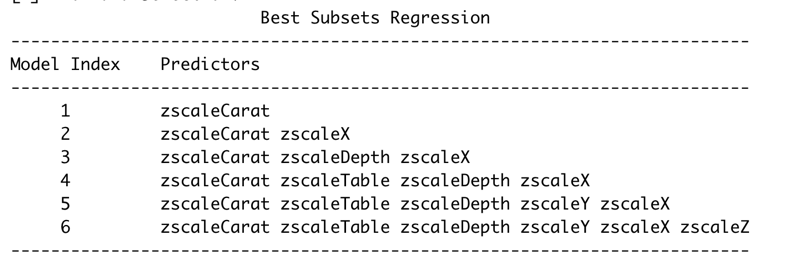 Best Subsets Regression
--------------------------------------------------------------------------
Model Index    Predictors
--------------------------------------------------------------------------
1    zscaleCarat
2    zscaleCarat zscaleX
3    zscaleCarat zscaleDepth zscaleX
4    zscaleCarat zscaleTable zscaleDepth zscaleX
5    zscaleCarat zscaleTable zscaleDepth zscaleY zscaleX
6    zscaleCarat zscaleTable zscaleDepth zscaleY zscaleX zscaleZ
--------------------------------------------------------------------------